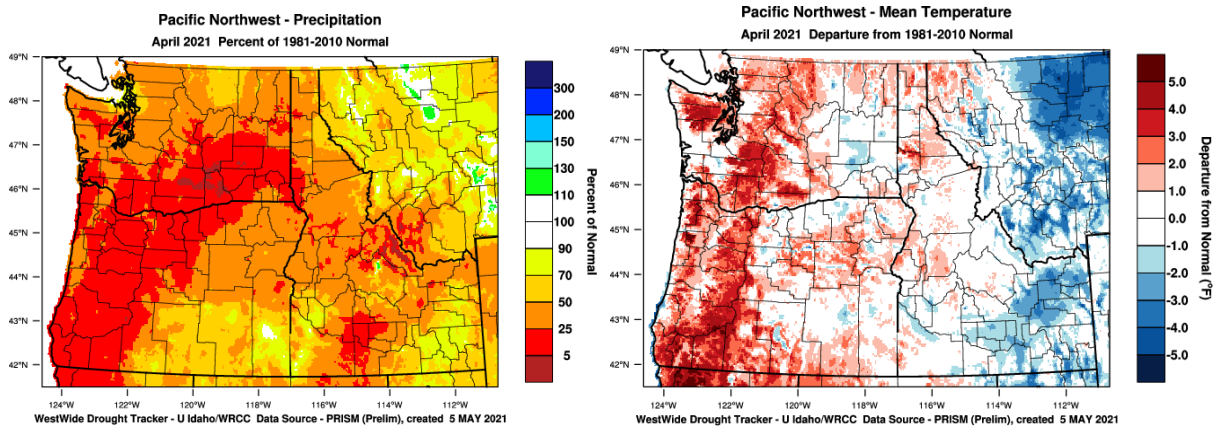 Pacific Northwest - Precipitation
April 2021 Percent of 1981-2010 Normal
49°N
48°N
47°N
46°N
45°N
44°N
43°N
42°N
124°W
122°W
120°W
118°W
116°W
114°W
112°W
300
200
150
130
110
100
90
70
50
25
5
Percent of Normal
WestWide Drought Tracker - U Idaho/WRCC Data Source - PRISM (Prelim), created 5 MAY 2021
Pacific Northwest - Mean Temperature
April 2021 Departure from 1981-2010 Normal
49°N
48°N
47°N
46°N
45°N
44°N
43°N
42°N
124°W
122°W
120°W
118°W
116°W
114°W
112°W
5.0
4.0
3.0
2.0
1.0
0.0
-1.0
-2.0
-3.0
-4.0
-5.0
Departure from Normal (°F)
WestWide Drought Tracker - U Idaho/WRCC Data Source - PRISM (Prelim), created 5 MAY 2021